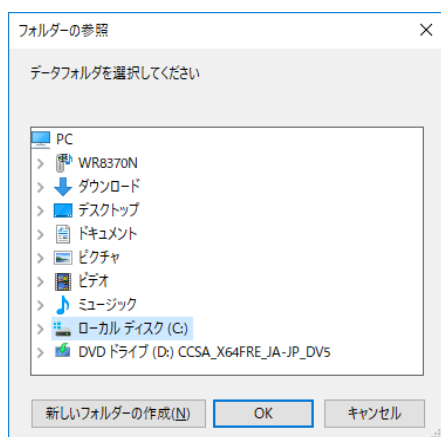 フォルダーの参照
データフォルダを選択してください
PC
WR8370N
ダウンロード
デスクトップ
ドキュメント
ピクチャ
ビデオ
ミュージック
ローカル ディスク (C:)
DVD ドライブ (D:) CCSA_X64FRE_JA-JP_DV5
新しいフォルダーの作成(N) OK キャンセル